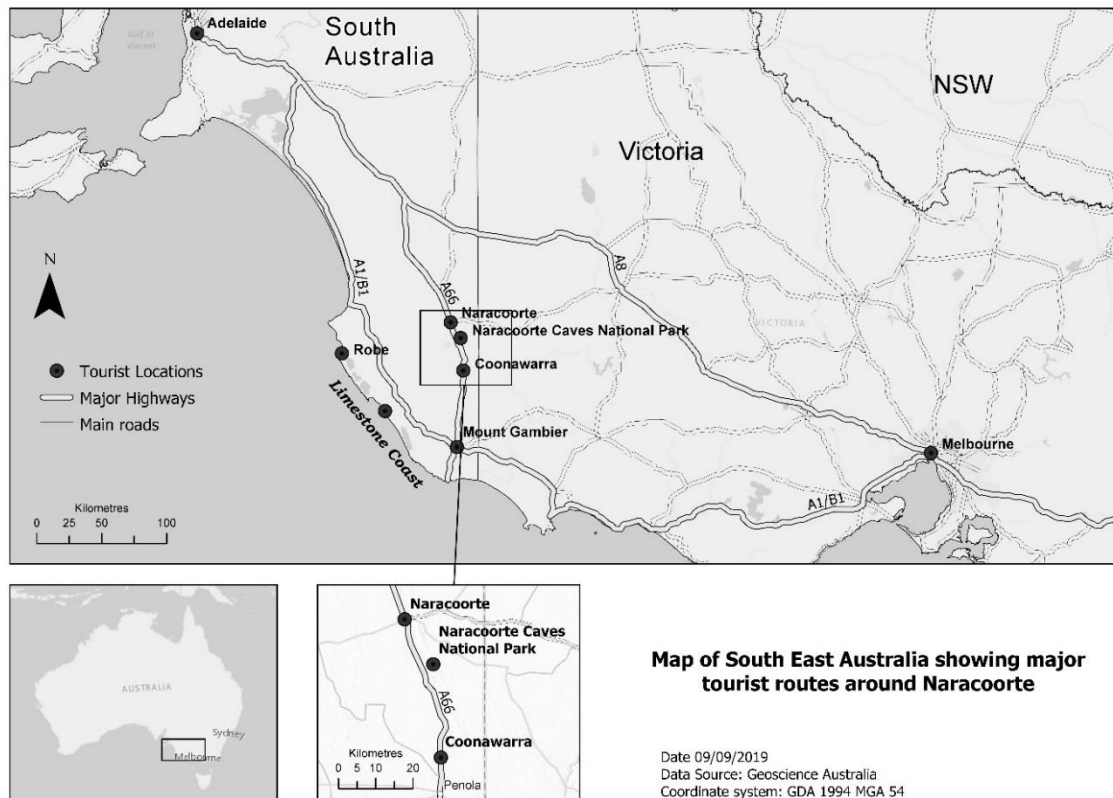 Adelaide
Gulf St
Vincent
South
Australia
NSW
Victoria
A1/B1
A8
A66
N
Naracoorte
Naracoorte Caves National Park
VICTORIA
Robe
Coonawarra
Tourist Locations
Major Highways
Main roads
Limestone Coast
Mount Gambier
Melbourne
A1/B1
Kilometres
0 25 50 100
AUSTRALIA
Sydney
Melbourne
Naracoorte
Naracoorte Caves
National Park
A66
Coonawarra
Kilometres
0 5 10 20
Penola
Map of South East Australia showing major
tourist routes around Naracoorte
Date 09/09/2019
Data Source: Geoscience Australia
Coordinate system: GDA 1994 MGA 54